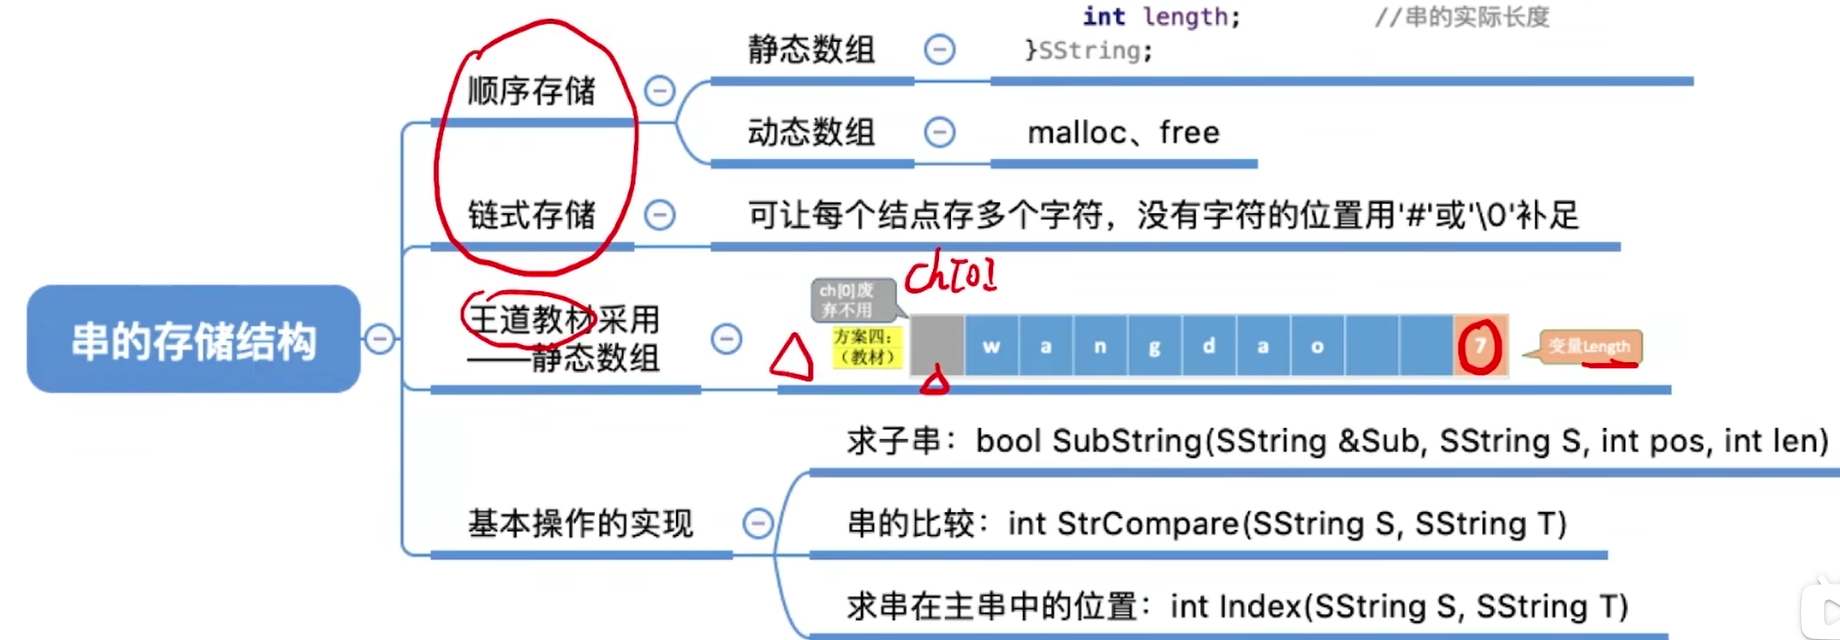 int length; //串的实际长度
}SString;
静态数组
顺序存储
动态数组
malloc、free
链式存储
可让每个结点存多个字符，没有字符的位置用'#'或'\0'补足
ch[0]
ch[0]废
弃不用
王道教材采用
——静态数组
方案四：
（教材）
w a n g d a o 7
变量Length
串的存储结构
求子串：bool SubString(SString &Sub, SString S, int pos, int len)
基本操作的实现
串的比较：int StrCompare(SString S, SString T)
求串在主串中的位置：int Index(SString S, SString T)